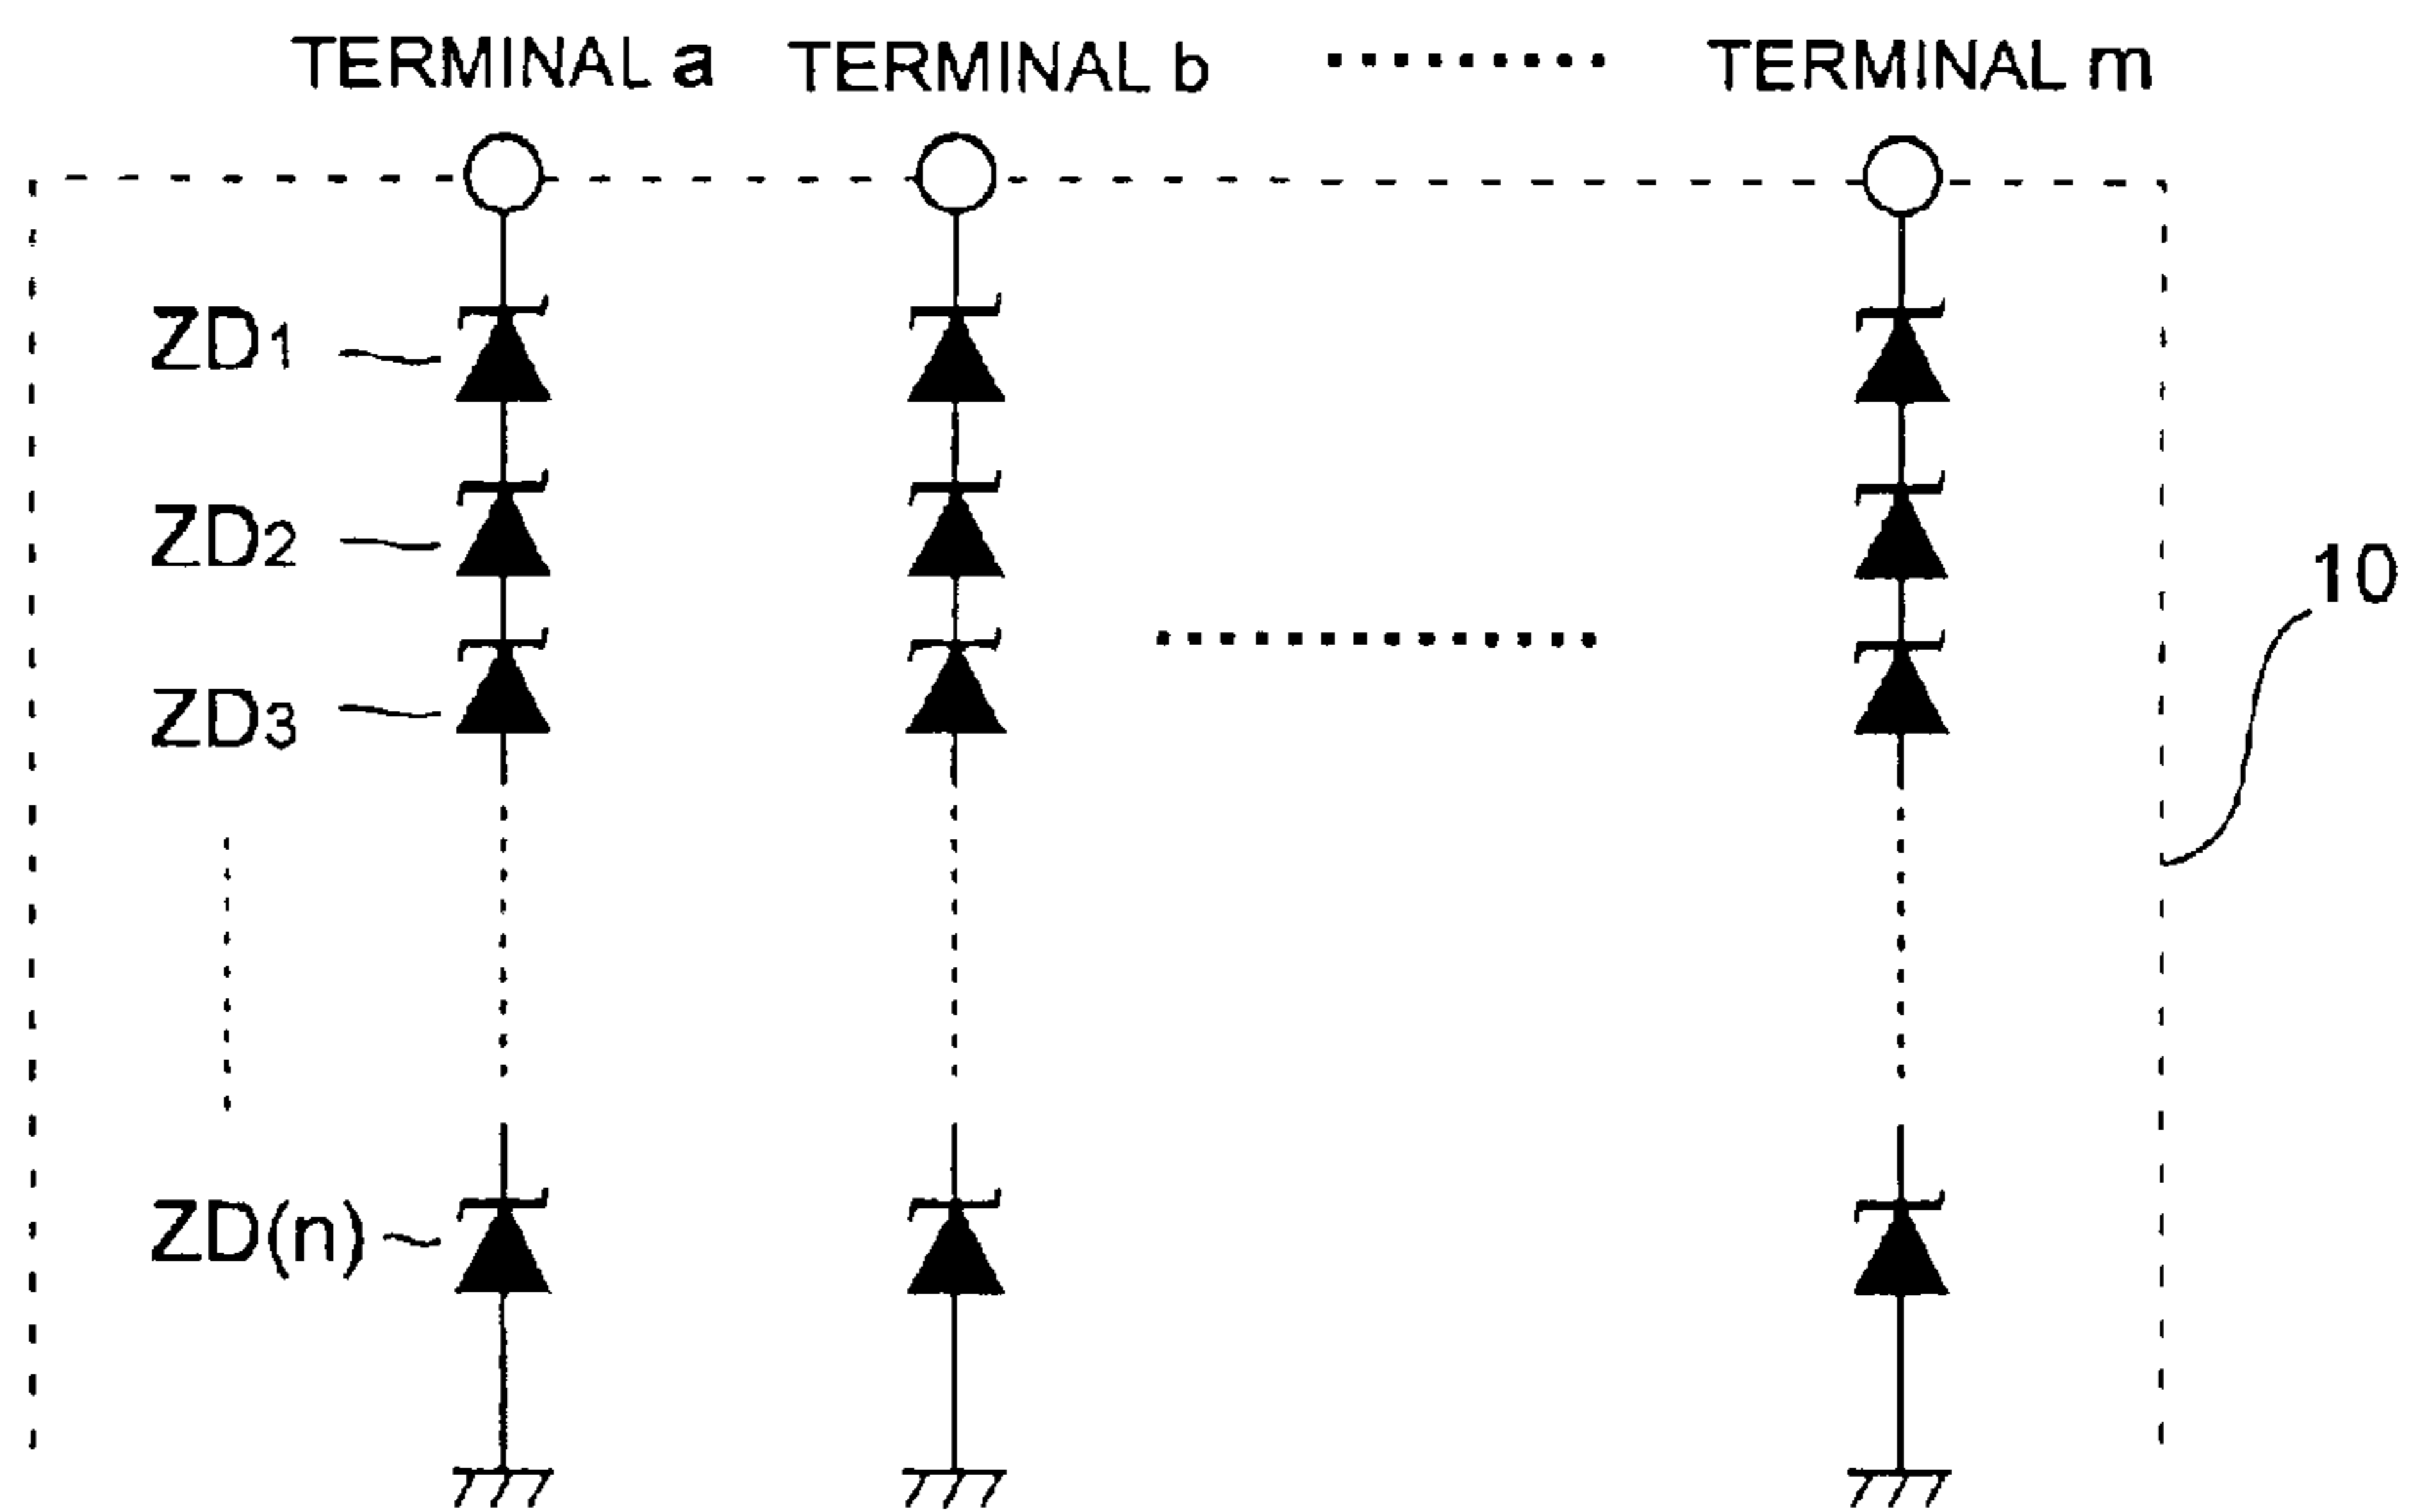 TERMINAL a TERMINAL b TERMINAL m
ZD1
ZD2
10
ZD3
ZD(n)